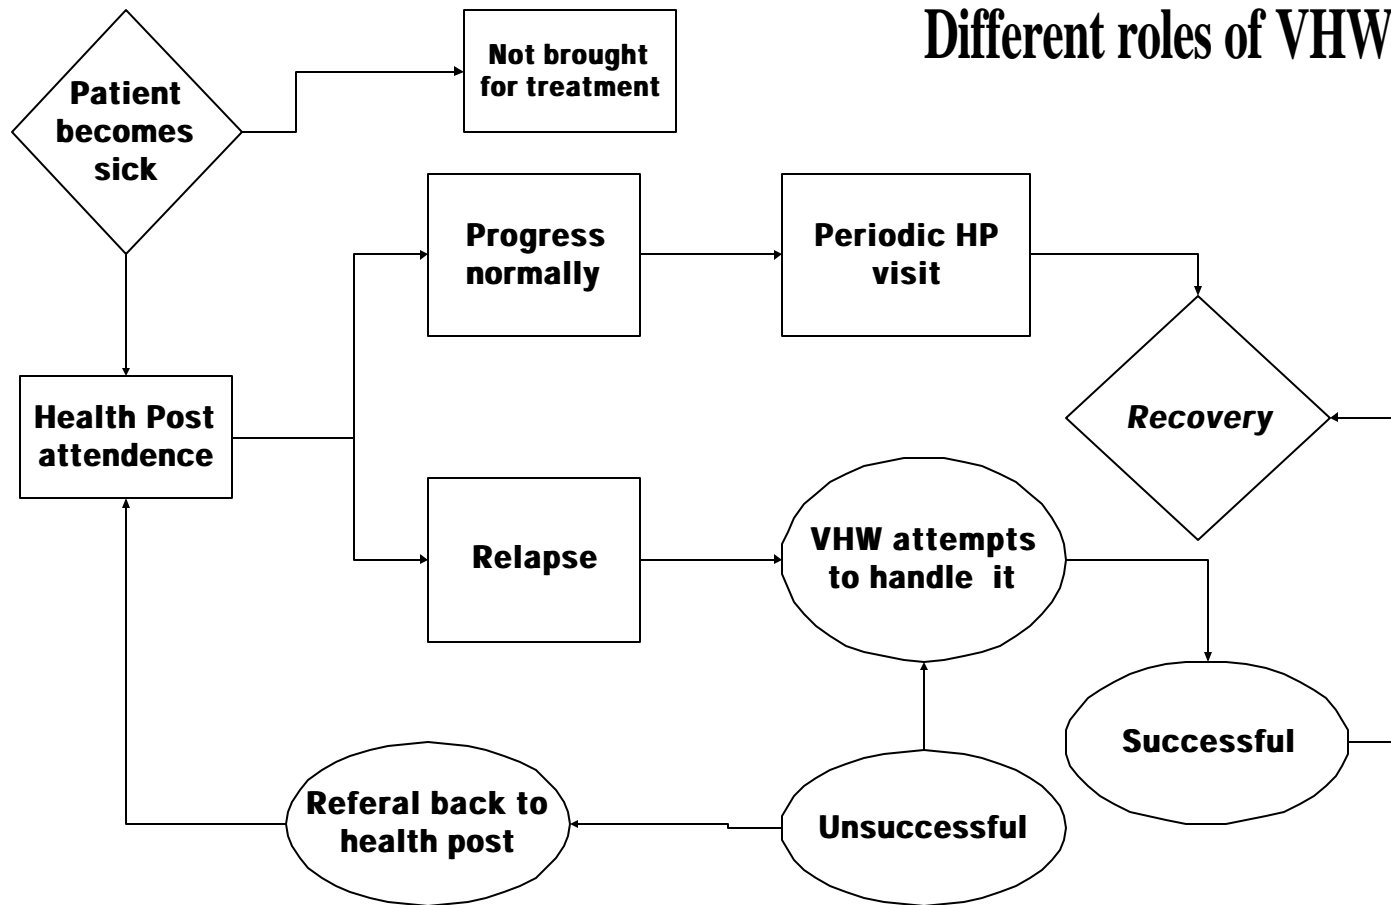 Different roles of VHW
Patient
becomes
sick
Not brought
for treatment
Progress
normally
Periodic HP
visit
Health Post
attendence
Recovery
Relapse
VHW attempts
to handle it
Successful
Referal back to
health post
Unsuccessful